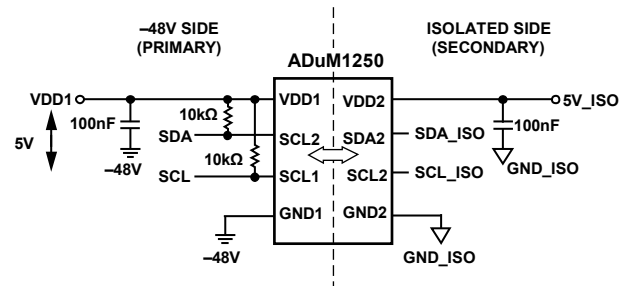 –48V SIDE
(PRIMARY)
ISOLATED SIDE
(SECONDARY)
ADuM1250
VDD1
VDD1
VDD2
5V_ISO
5V
100nF
10kΩ
100nF
SDA
SCL2
SDA2
SDA_ISO
–48V
10kΩ
GND_ISO
SCL
SCL1
SCL2
SCL_ISO
GND1
GND2
–48V
GND_ISO